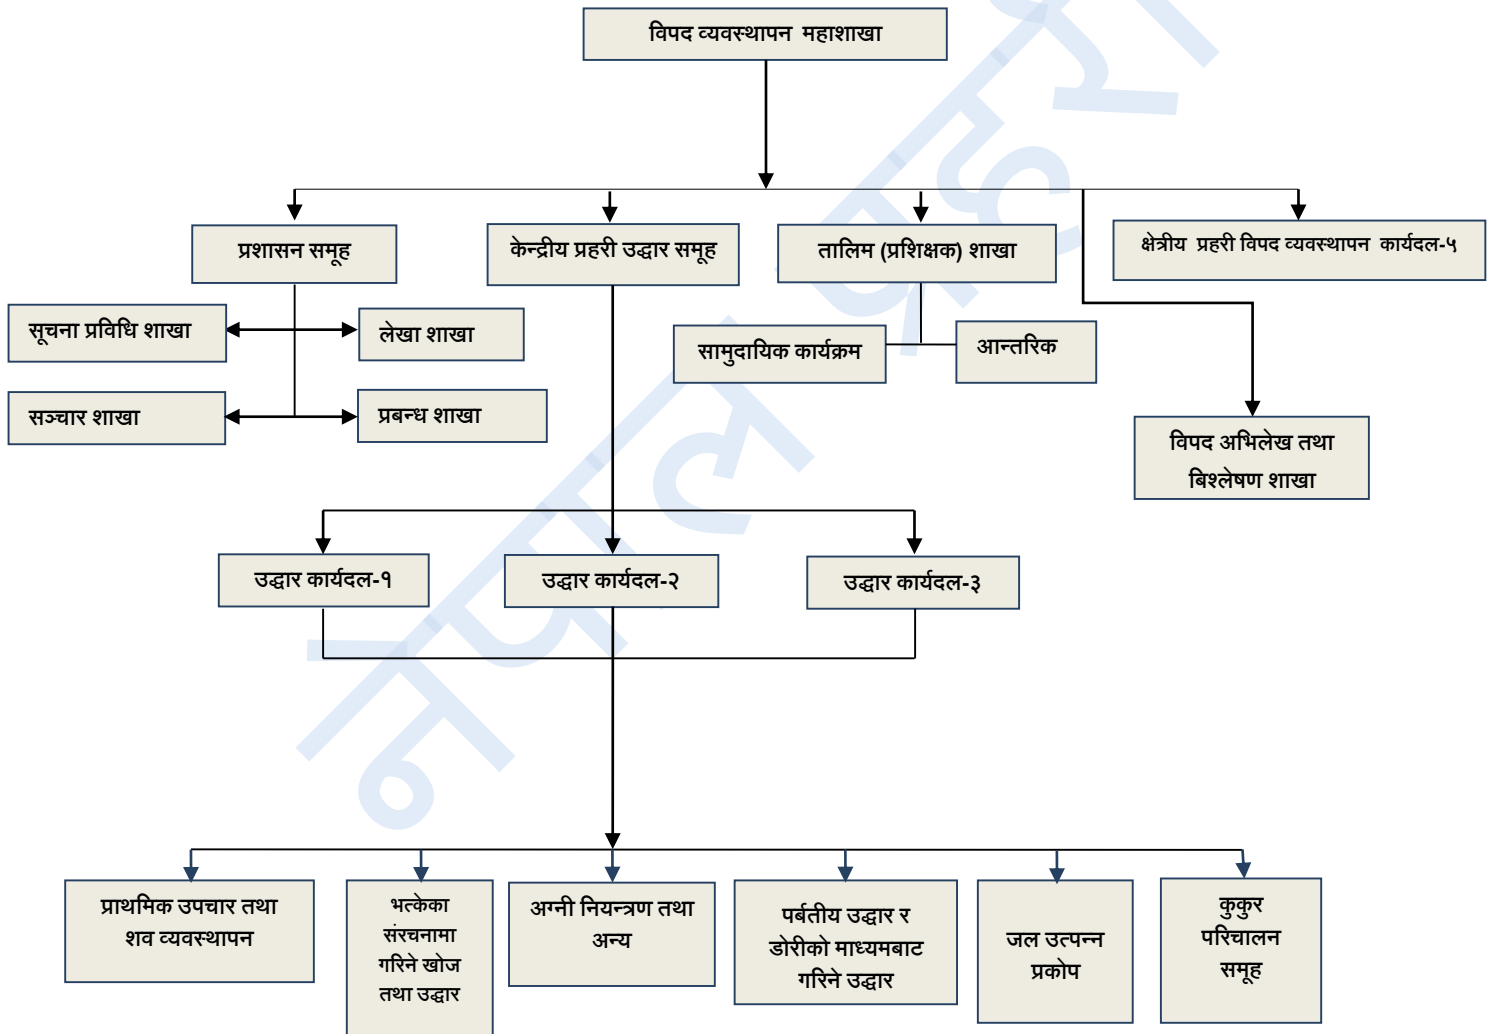 विपद व्यवस्थापन महाशाखा
प्रशासन समूह
केन्द्रीय प्रहरी उद्धार समूह
तालिम (प्रशिक्षक) शाखा
क्षेत्रीय प्रहरी विपद व्यवस्थापन कार्यदल-५
सूचना प्रविधि शाखा
लेखा शाखा
सामुदायिक कार्यक्रम
आन्तरिक
सञ्चार शाखा
प्रबन्ध शाखा
विपद अभिलेख तथा
बिश्लेषण शाखा
उद्धार कार्यदल-१
उद्धार कार्यदल-२
उद्धार कार्यदल-३
प्राथमिक उपचार तथा
शव व्यवस्थापन
भत्केका
संरचनामा
गरिने खोज
तथा उद्धार
अग्नी नियन्त्रण तथा
अन्य
पर्बतीय उद्धार र
डोरीको माध्यमबाट
गरिने उद्धार
जल उत्पन्न
प्रकोप
कुकुर
परिचालन
समूह
नेपाल प्रहरी